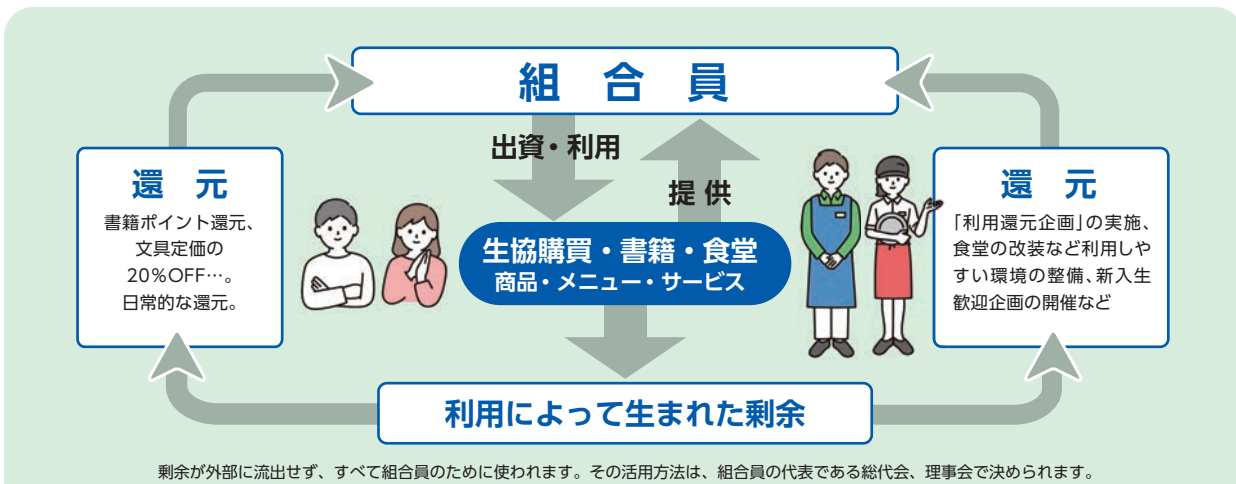 組 合 員
出資・利用
提 供
還 元
書籍ポイント還元、
文具定価の
20%OFF…。
日常的な還元。
生協購買・書籍・食堂
商品・メニュー・サービス
還 元
「利用還元企画」の実施、
食堂の改装など利用しや
すい環境の整備、新入生
歓迎企画の開催など
利用によって生まれた剰余
剰余が外部に流出せず、すべて組合員のために使われます。その活用方法は、組合員の代表である総代会、理事会で決められます。